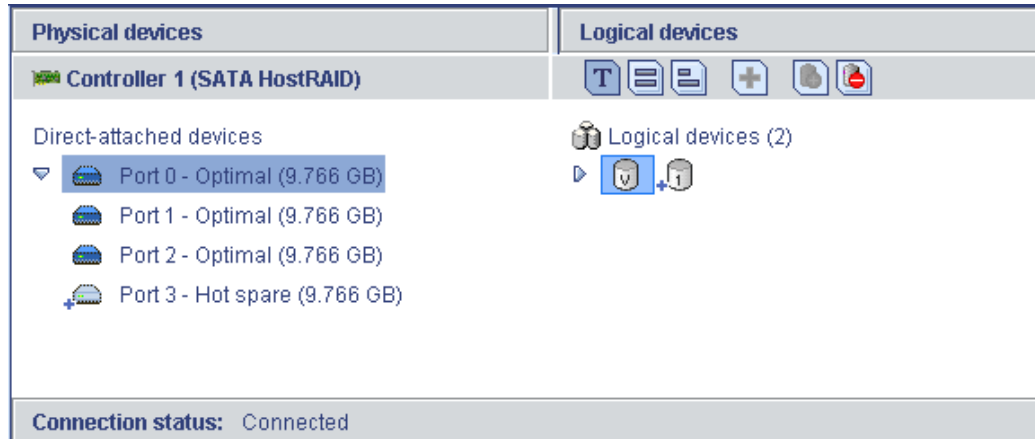 Physical devices
Logical devices
Controller 1 (SATA HostRAID)
T
Direct-attached devices
Logical devices (2)
Port 0 - Optimal (9.766 GB)
V 1
Port 1 - Optimal (9.766 GB)
Port 2 - Optimal (9.766 GB)
Port 3 - Hot spare (9.766 GB)
Connection status: Connected